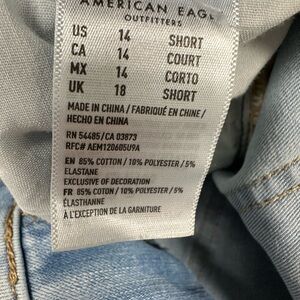 AMERICAN EAGLE
OUTFITTERS
US 14 SHORT
CA 14 COURT
MX 14 CORTO
UK 18 SHORT
MADE IN CHINA / FABRIQUÉ EN CHINE /
HECHO EN CHINA
RN 54485/CA 03873
RFC# AEM120605U9A
EN 85% COTTON / 10% POLYESTER / 5%
ELASTANE
EXCLUSIVE OF DECORATION
FR 85% COTON / 10% POLYESTER / 5%
ÉLASTHANNE
À L'EXCEPTION DE LA GARNITURE